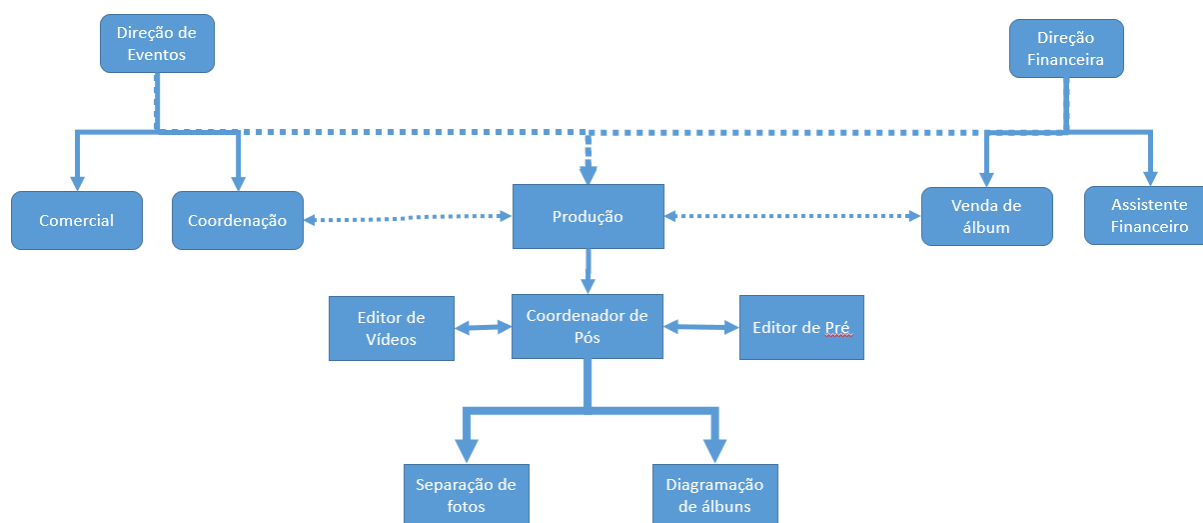 Direção de
Eventos
Direção
Financeira
Comercial
Coordenação
Produção
Venda de
álbum
Assistente
Financeiro
Editor de
Vídeos
Coordenador de
Pós
Editor de Pré
Separação de
fotos
Diagramação
de álbuns